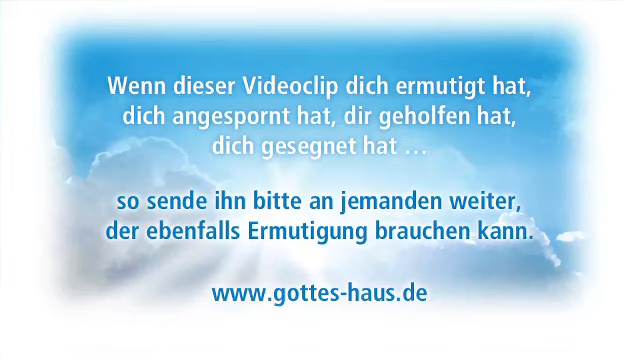 Wenn dieser Videoclip dich ermutigt hat,
dich angespornt hat, dir geholfen hat,
dich gesegnet hat ...
so sende ihn bitte an jemanden weiter,
der ebenfalls Ermutigung brauchen kann.
www.gottes-haus.de